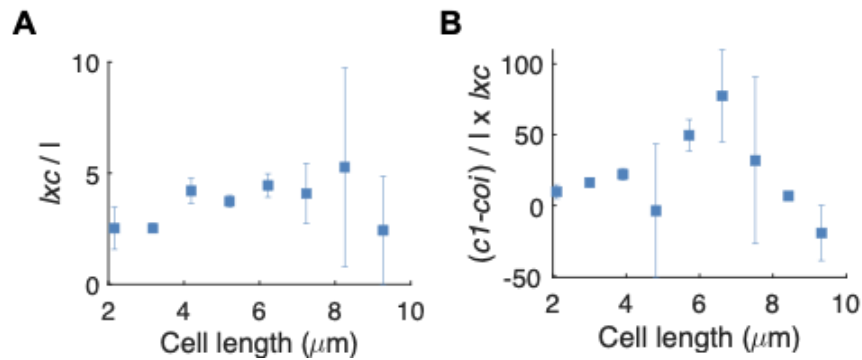 A
lxc / l
10
5
0
2 4 6 8 10
Cell length (μm)
B
(c1-coi) / l x lxc
100
50
0
-50
2 4 6 8 10
Cell length (μm)